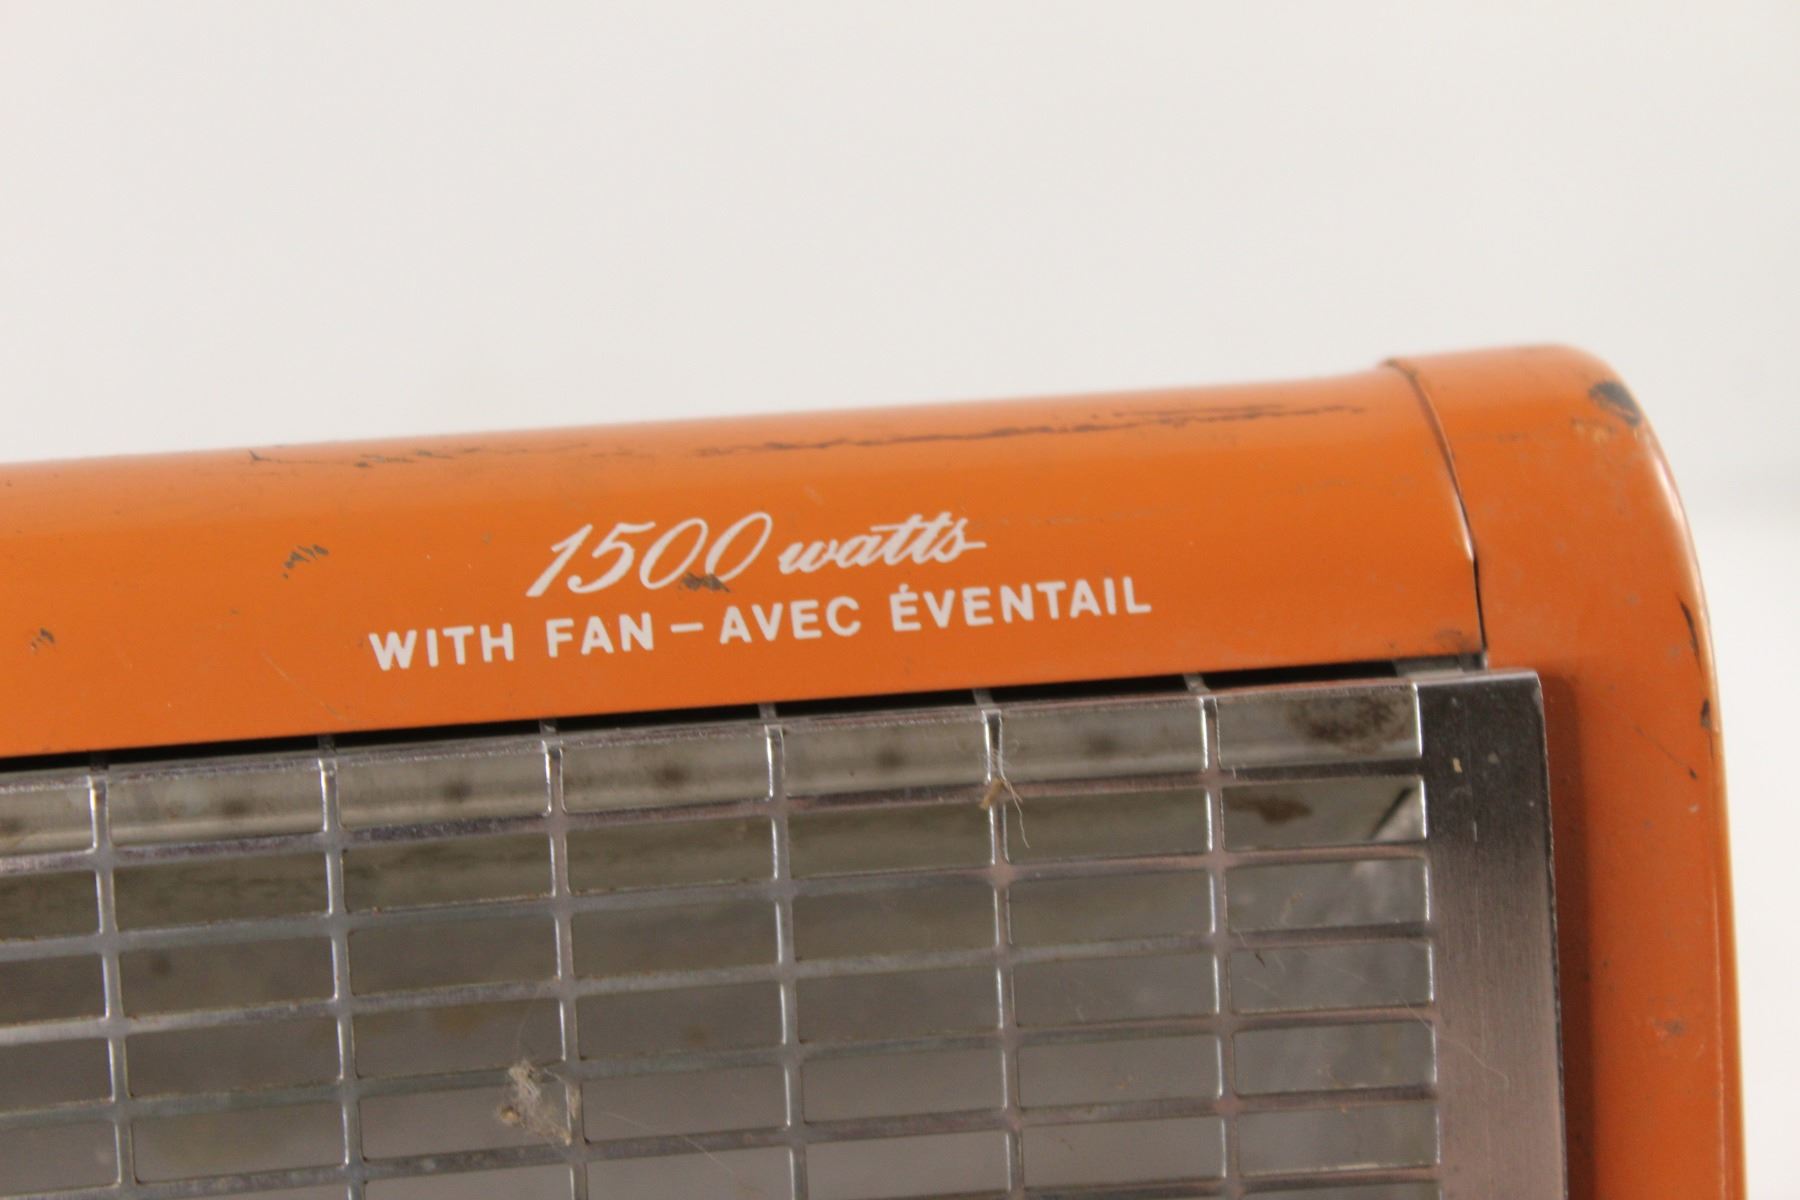 1500 watts
WITH FAN – AVEC ÉVENTAIL